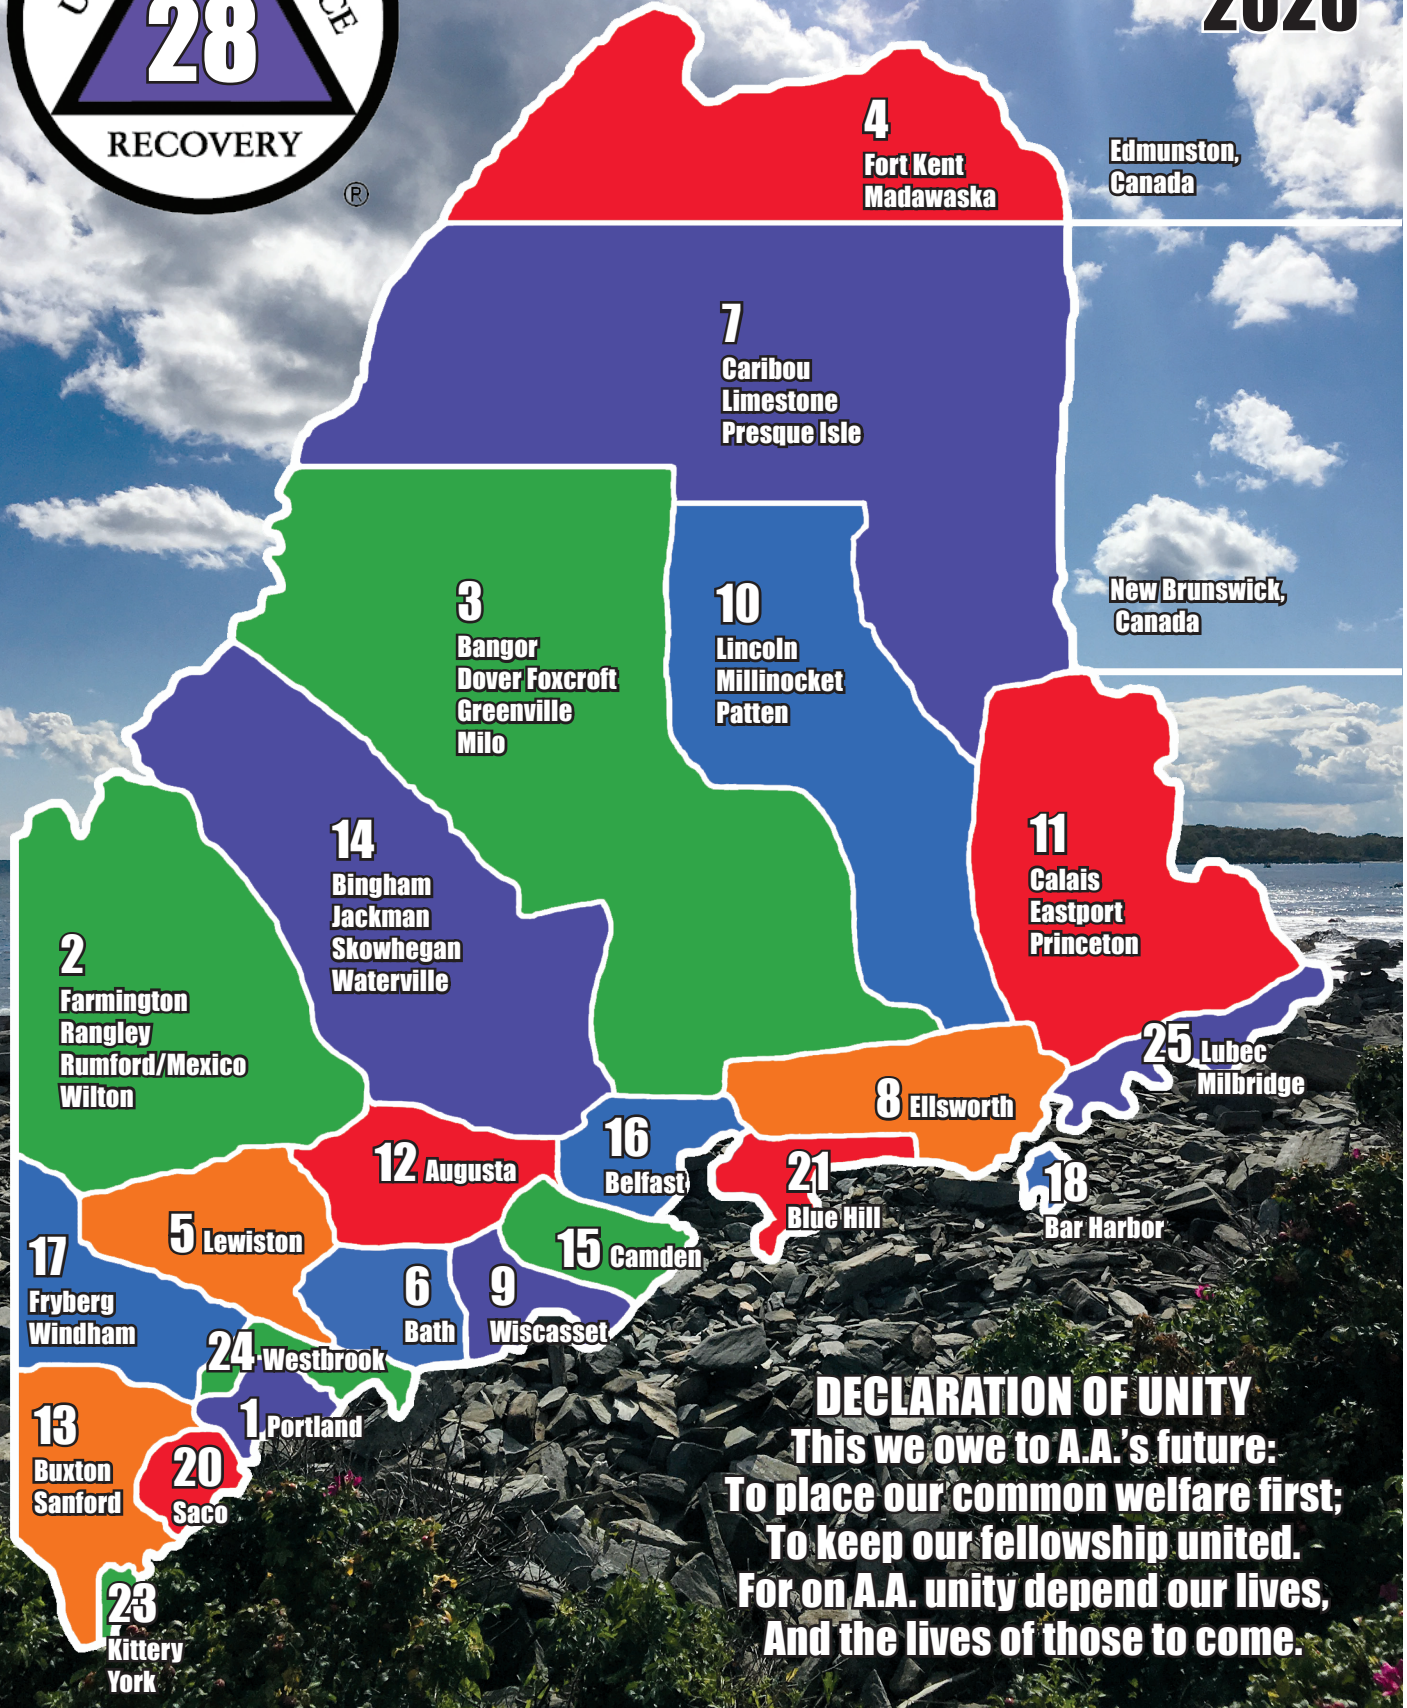 2020
28
RECOVERY
®
4
Fort Kent
Madawaska
Edmunston,
Canada
7
Caribou
Limestone
Presque Isle
3
Bangor
Dover Foxcroft
Greenville
Milo
10
Lincoln
Millinocket
Patten
New Brunswick,
Canada
14
Bingham
Jackman
Skowhegan
Waterville
11
Calais
Eastport
Princeton
2
Farmington
Rangley
Rumford/Mexico
Wilton
25 Lubec
Milbridge
8 Ellsworth
16
Belfast
12 Augusta
21
Blue Hill
18
Bar Harbor
5 Lewiston
15 Camden
17
Fryberg
Windham
6
Bath
9
Wiscasset
24 Westbrook
1 Portland
13
Buxton
Sanford
20
Saco
23
Kittery
York
DECLARATION OF UNITY
This we owe to A.A.'s future:
To place our common welfare first;
To keep our fellowship united.
For on A.A. unity depend our lives,
And the lives of those to come.